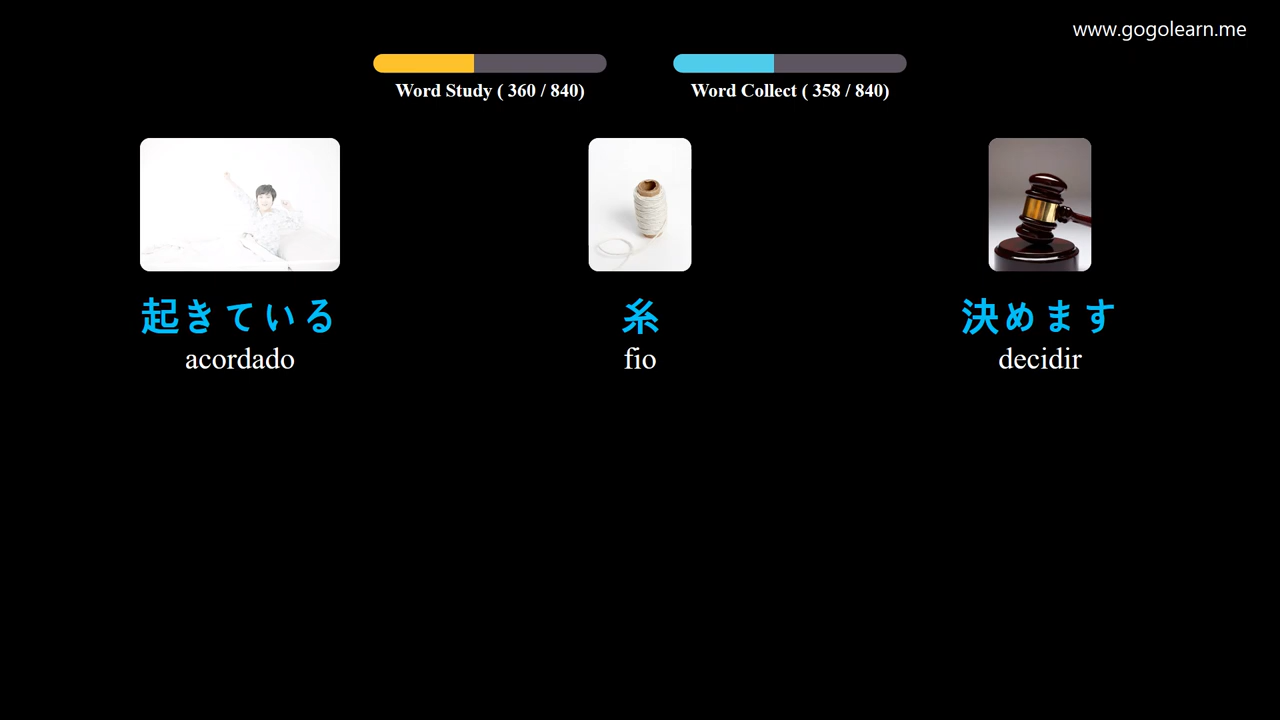 www.gogolearn.me
Word Study ( 360 / 840)
Word Collect ( 358 / 840)
起きている
acordado
糸
fio
決めます
decidir